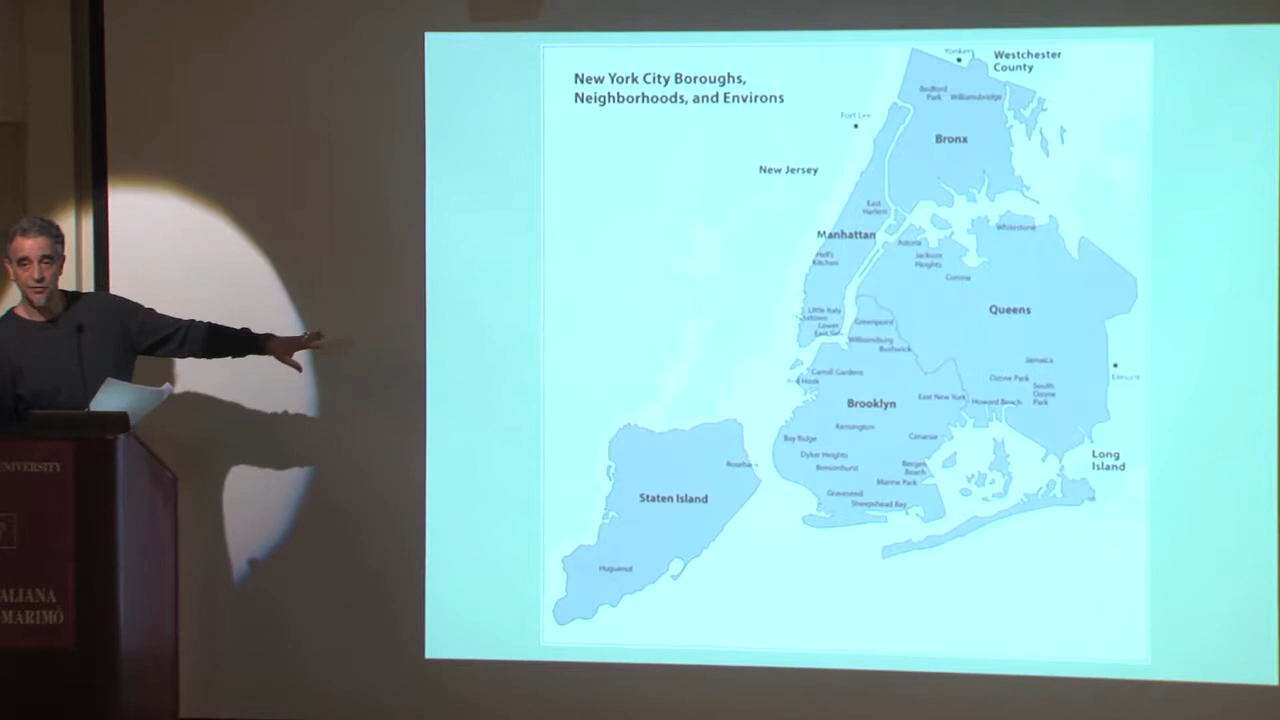 New York City Boroughs,
Neighborhoods, and Environs
Yonkers
Westchester
County
Bedford
Park
Williamsbridge
Fort Lee
Bronx
New Jersey
East
Harlem
Manhattan
Whitestone
Astoria
Hell's
Kitchen
Jackson
Heights
Corona
Queens
Little Italy
Lower
East Side
Greenpoint
Williamsburg
Bushwick
Jamaica
Carroll Gardens
Red Hook
Ozone Park
South
Ozone
Park
Elmont
East New York
Howard Beach
Brooklyn
Kensington
Bay Ridge
Canarsie
Dyker Heights
Bensonhurst
Bergen
Beach
Marine Park
Long
Island
Rosebank
Staten Island
Gravesend
Sheepshead Bay
Huguenot
UNIVERSITY
ALIANA
MARIMÒ